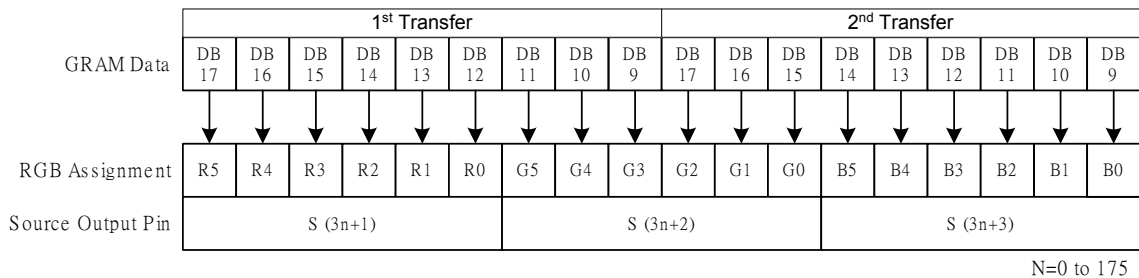 1st Transfer 2nd Transfer
GRAM Data DB 17 DB 16 DB 15 DB 14 DB 13 DB 12 DB 11 DB 10 DB 9 DB 17 DB 16 DB 15 DB 14 DB 13 DB 12 DB 11 DB 10 DB 9
RGB Assignment R5 R4 R3 R2 R1 R0 G5 G4 G3 G2 G1 G0 B5 B4 B3 B2 B1 B0
Source Output Pin S (3n+1) S (3n+2) S (3n+3)
N=0 to 175